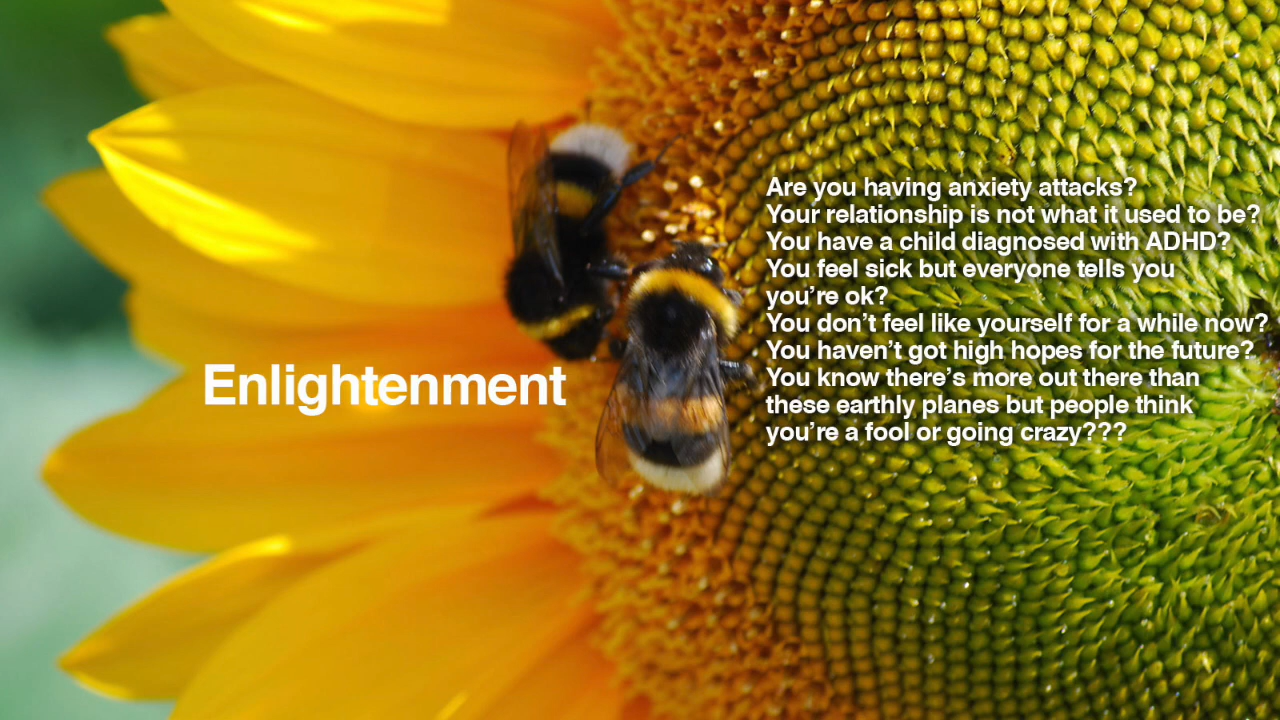 Enlightenment
Are you having anxiety attacks?
Your relationship is not what it used to be?
You have a child diagnosed with ADHD?
You feel sick but everyone tells you
you’re ok?
You don’t feel like yourself for a while now?
You haven’t got high hopes for the future?
You know there’s more out there than
these earthly planes but people think
you’re a fool or going crazy???